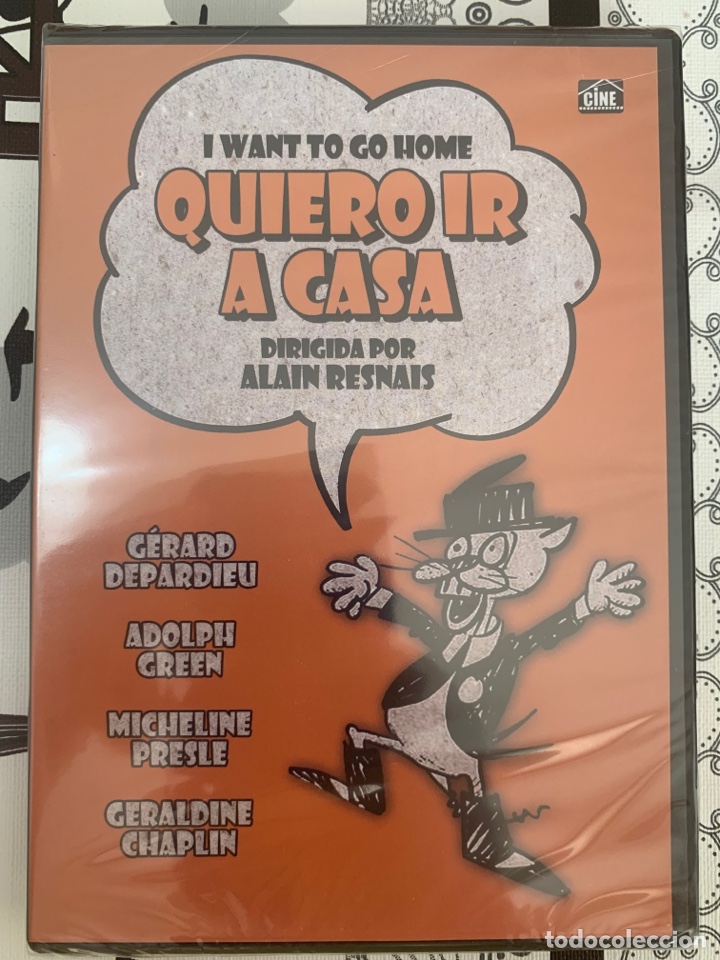 CINE
I WANT TO GO HOME
QUIERO IR
A CASA
DIRIGIDA POR
ALAIN RESNAIS
GÉRARD
DEPARDIEU
ADOLPH
GREEN
MICHELINE
PRESLE
GERALDINE
CHAPLIN
todocoleccion